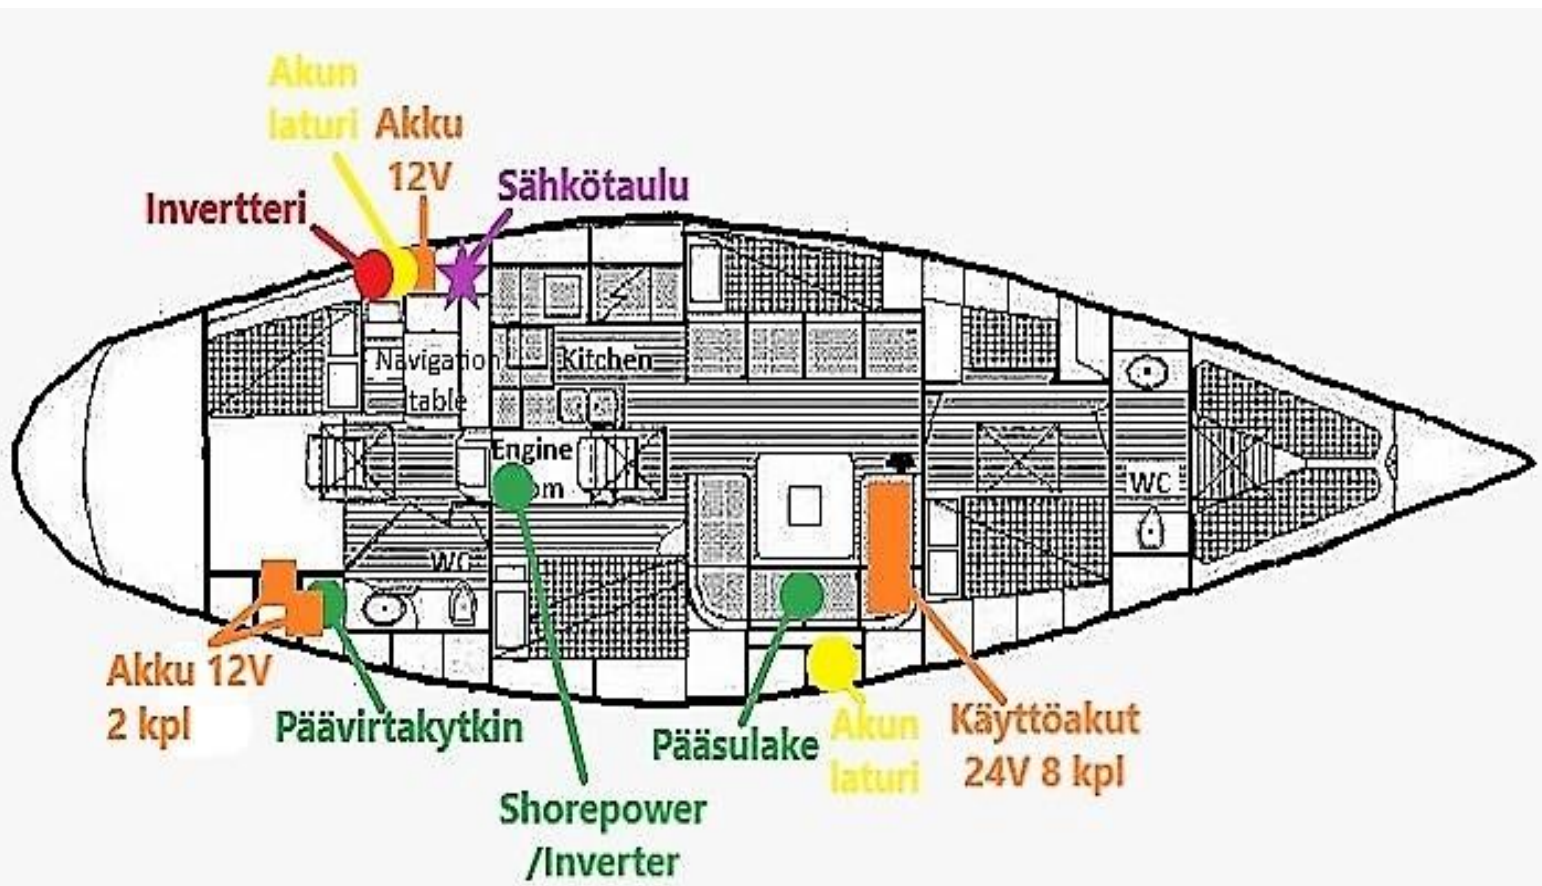 Akun
laturi
Akku
12V
Sähkötaulu
Invertteri
Navigation
table
Kitchen
Engine
WC
WC
Akku 12V
2 kpl
Päävirtakytkin
Shorepower
/Inverter
Pääsulake
Akun
laturi
Käyttöakut
24V 8 kpl